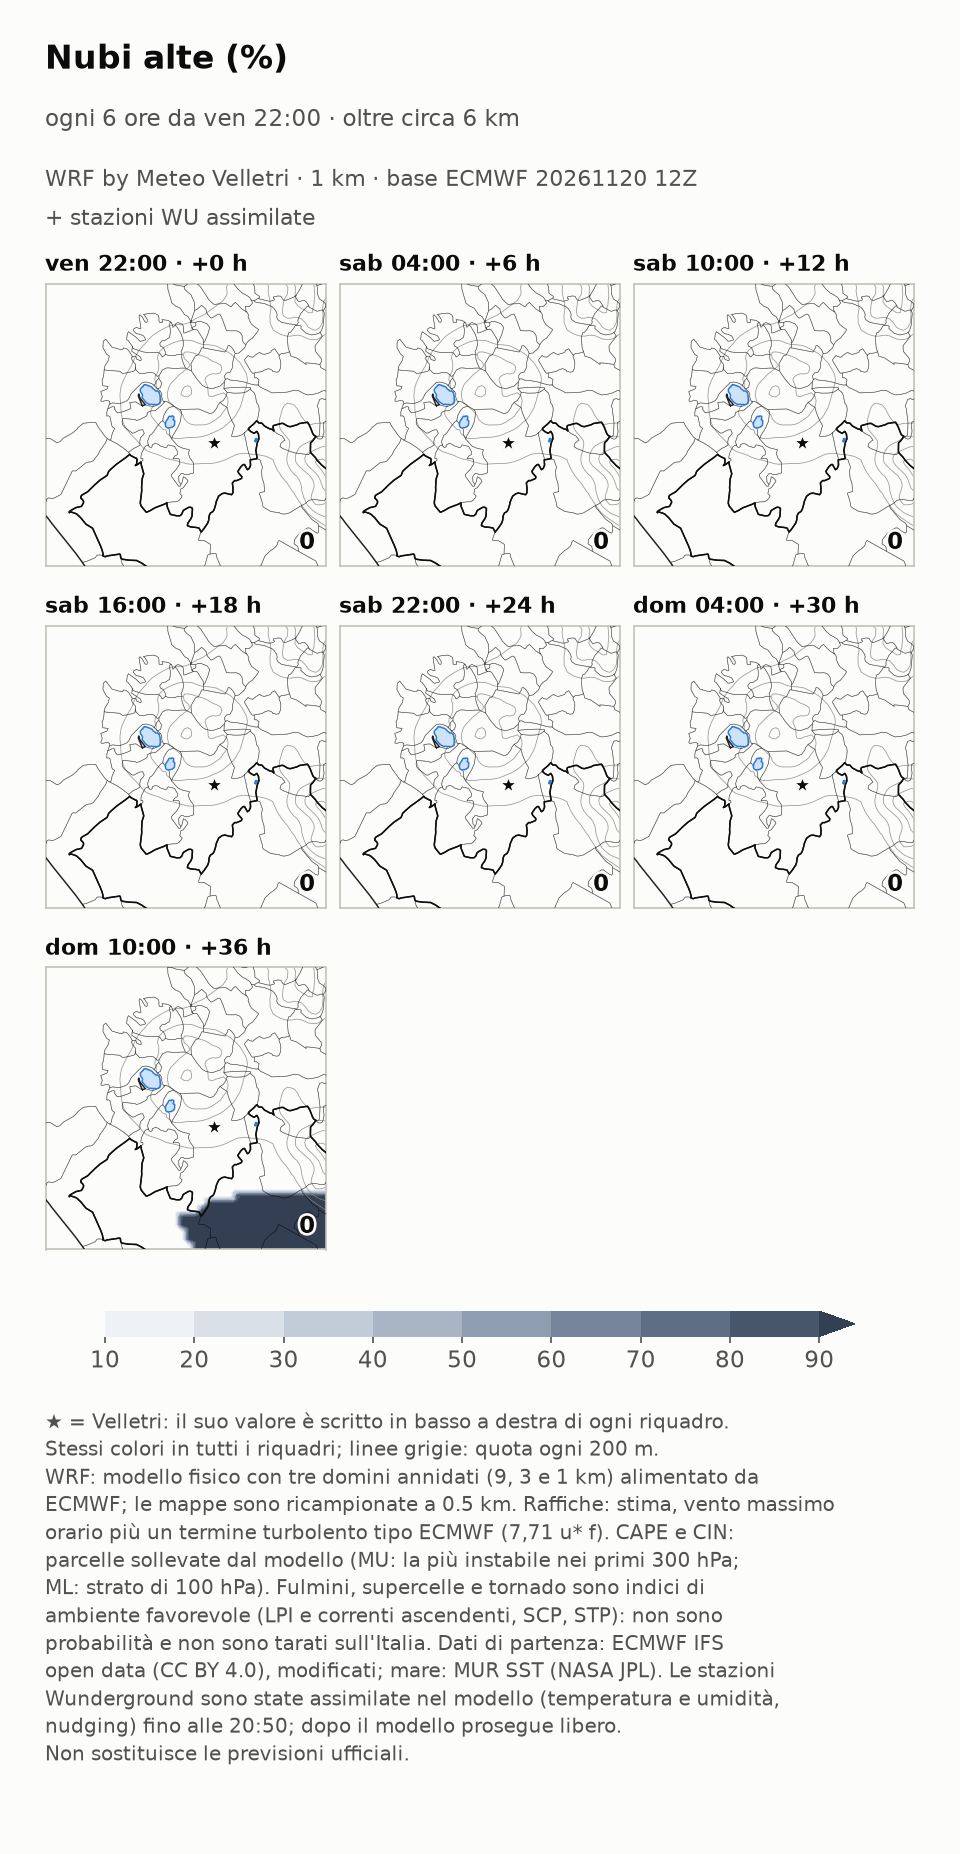 Nubi alte (%)
ogni 6 ore da ven 22:00 · oltre circa 6 km
WRF by Meteo Velletri · 1 km · base ECMWF 20261120 12Z
+ stazioni WU assimilate
ven 22:00 · +0 h
sab 04:00 · +6 h
sab 10:00 · +12 h
0
0
0
sab 16:00 · +18 h
sab 22:00 · +24 h
dom 04:00 · +30 h
0
0
0
dom 10:00 · +36 h
0
10 20 30 40 50 60 70 80 90
★ = Velletri: il suo valore è scritto in basso a destra di ogni riquadro.
Stessi colori in tutti i riquadri; linee grigie: quota ogni 200 m.
WRF: modello fisico con tre domini annidati (9, 3 e 1 km) alimentato da
ECMWF; le mappe sono ricampionate a 0.5 km. Raffiche: stima, vento massimo
orario più un termine turbolento tipo ECMWF (7,71 u* f). CAPE e CIN:
parcelle sollevate dal modello (MU: la più instabile nei primi 300 hPa;
ML: strato di 100 hPa). Fulmini, supercelle e tornado sono indici di
ambiente favorevole (LPI e correnti ascendenti, SCP, STP): non sono
probabilità e non sono tarati sull'Italia. Dati di partenza: ECMWF IFS
open data (CC BY 4.0), modificati; mare: MUR SST (NASA JPL). Le stazioni
Wunderground sono state assimilate nel modello (temperatura e umidità,
nudging) fino alle 20:50; dopo il modello prosegue libero.
Non sostituisce le previsioni ufficiali.